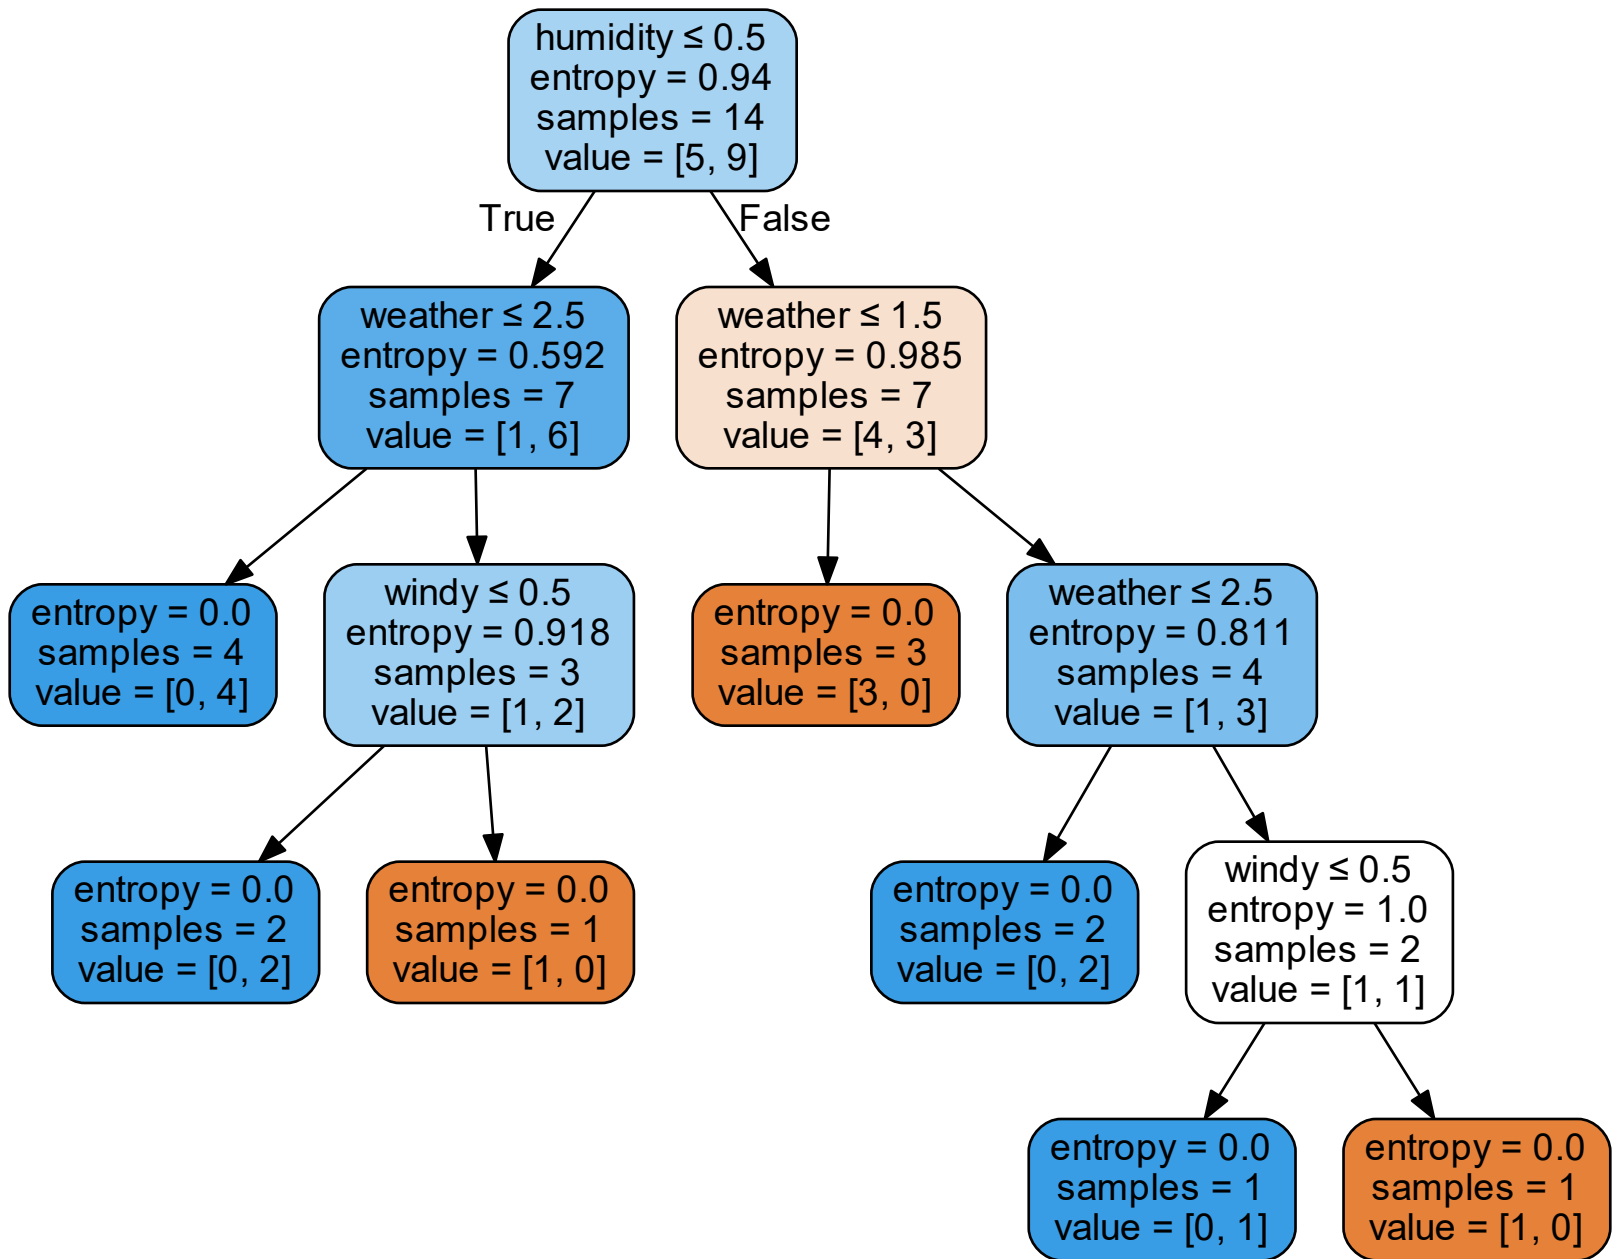 humidity ≤ 0.5
entropy = 0.94
samples = 14
value = [5, 9]
True
False
weather ≤ 2.5
entropy = 0.592
samples = 7
value = [1, 6]
weather ≤ 1.5
entropy = 0.985
samples = 7
value = [4, 3]
entropy = 0.0
samples = 4
value = [0, 4]
windy ≤ 0.5
entropy = 0.918
samples = 3
value = [1, 2]
entropy = 0.0
samples = 3
value = [3, 0]
weather ≤ 2.5
entropy = 0.811
samples = 4
value = [1, 3]
entropy = 0.0
samples = 2
value = [0, 2]
entropy = 0.0
samples = 1
value = [1, 0]
entropy = 0.0
samples = 2
value = [0, 2]
windy ≤ 0.5
entropy = 1.0
samples = 2
value = [1, 1]
entropy = 0.0
samples = 1
value = [0, 1]
entropy = 0.0
samples = 1
value = [1, 0]